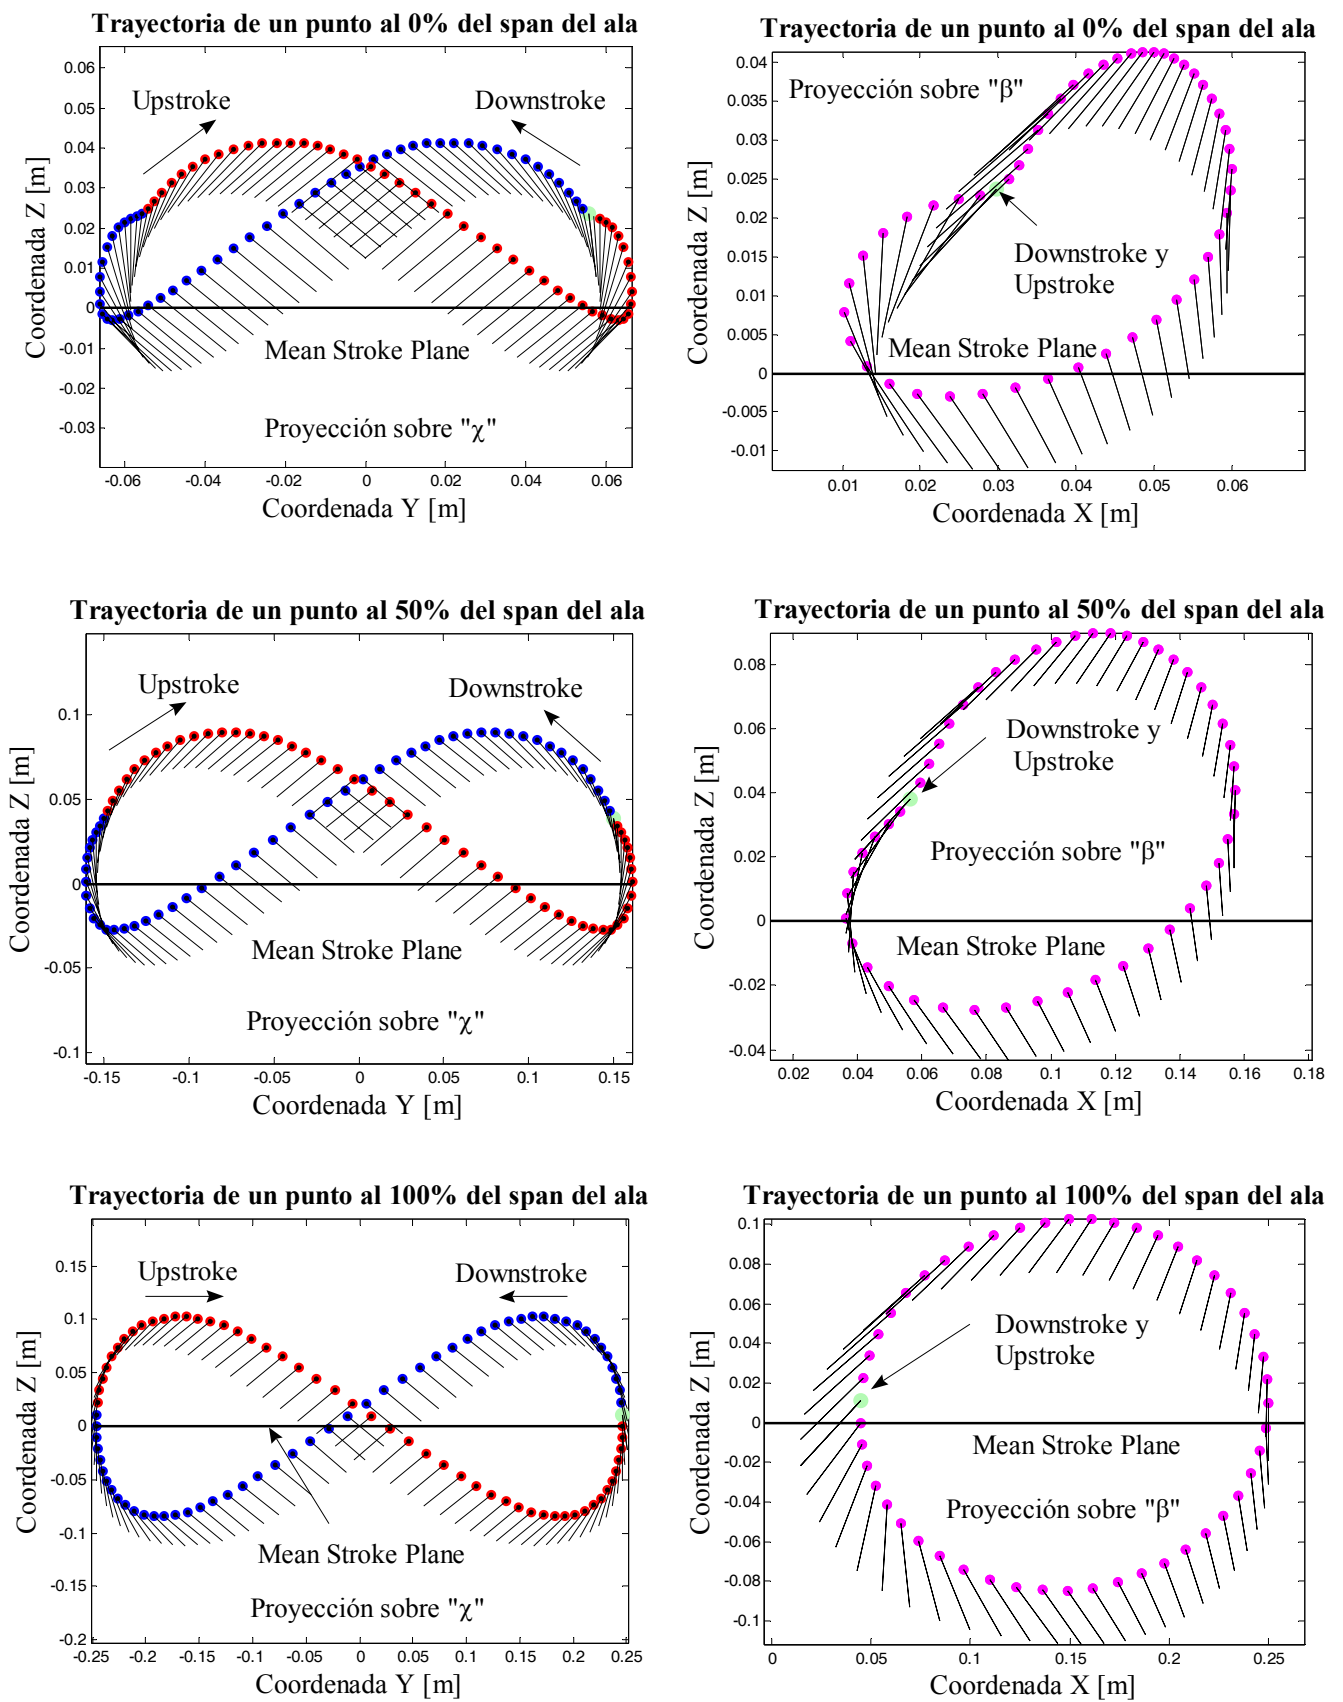 Trayectoria de un punto al 0% del span del ala
0.06
0.05
0.04
0.03
0.02
0.01
0
-0.01
-0.02
-0.03
Coordenada Z [m]
Upstroke
Downstroke
Mean Stroke Plane
Proyección sobre "χ"
-0.06 -0.04 -0.02 0 0.02 0.04 0.06
Coordenada Y [m]
Trayectoria de un punto al 0% del span del ala
0.04
0.035
0.03
0.025
0.02
0.015
0.01
0.005
0
-0.005
-0.01
Coordenada Z [m]
Proyección sobre "β"
Downstroke y
Upstroke
Mean Stroke Plane
0.01 0.02 0.03 0.04 0.05 0.06
Coordenada X [m]
Trayectoria de un punto al 50% del span del ala
0.1
0.05
0
-0.05
-0.1
Coordenada Z [m]
Upstroke
Downstroke
Mean Stroke Plane
Proyección sobre "χ"
-0.15 -0.1 -0.05 0 0.05 0.1 0.15
Coordenada Y [m]
Trayectoria de un punto al 50% del span del ala
0.08
0.06
0.04
0.02
0
-0.02
-0.04
Coordenada Z [m]
Downstroke y
Upstroke
Proyección sobre "β"
Mean Stroke Plane
0.02 0.04 0.06 0.08 0.1 0.12 0.14 0.16 0.18
Coordenada X [m]
Trayectoria de un punto al 100% del span del ala
0.15
0.1
0.05
0
-0.05
-0.1
-0.15
-0.2
Coordenada Z [m]
Upstroke
Downstroke
Mean Stroke Plane
Proyección sobre "χ"
-0.25 -0.2 -0.15 -0.1 -0.05 0 0.05 0.1 0.15 0.2 0.25
Coordenada Y [m]
Trayectoria de un punto al 100% del span del ala
0.1
0.08
0.06
0.04
0.02
0
-0.02
-0.04
-0.06
-0.08
-0.1
Coordenada Z [m]
Downstroke y
Upstroke
Mean Stroke Plane
Proyección sobre "β"
0 0.05 0.1 0.15 0.2 0.25
Coordenada X [m]